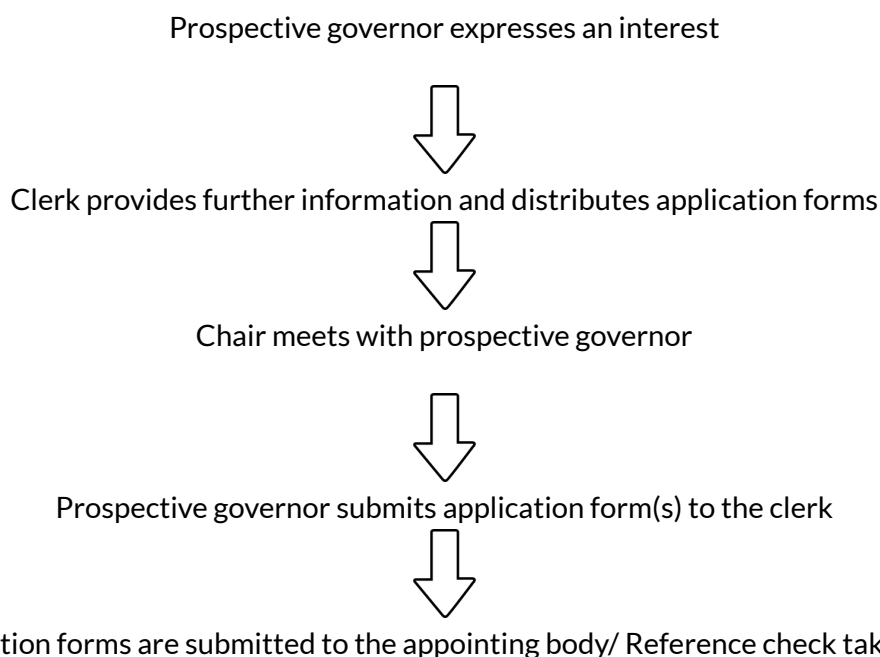 Prospective governor expresses an interest
Clerk provides further information and distributes application forms
Chair meets with prospective governor
Prospective governor submits application form(s) to the clerk
forms are submitted to the appointing body/ Reference check